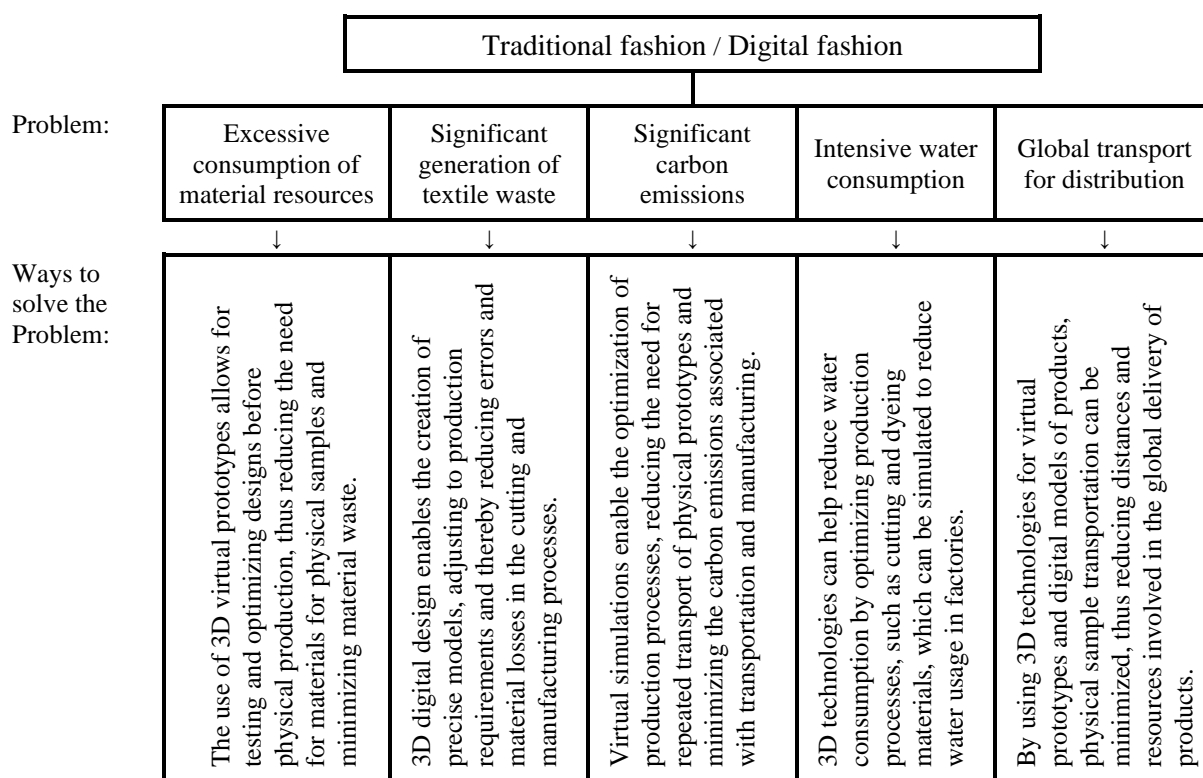 Traditional fashion / Digital fashion
Problem:
Excessive
consumption of
material resources
Significant
generation of
textile waste
Significant
carbon
emissions
Intensive water
consumption
Global transport
for distribution
↓ ↓ ↓ ↓ ↓
Ways to
solve the
Problem:
The use of 3D virtual prototypes allows for
testing and optimizing designs before
physical production, thus reducing the need
for materials for physical samples and
minimizing material waste.
3D digital design enables the creation of
precise models, adjusting to production
requirements and thereby reducing errors and
material losses in the cutting and
manufacturing processes.
Virtual simulations enable the optimization of
production processes, reducing the need for
repeated transport of physical prototypes and
minimizing the carbon emissions associated
with transportation and manufacturing.
3D technologies can help reduce water
consumption by optimizing production
processes, such as cutting and dyeing
materials, which can be simulated to reduce
water usage in factories.
By using 3D technologies for virtual
prototypes and digital models of products,
physical sample transportation can be
minimized, thus reducing distances and
resources involved in the global delivery of
products.